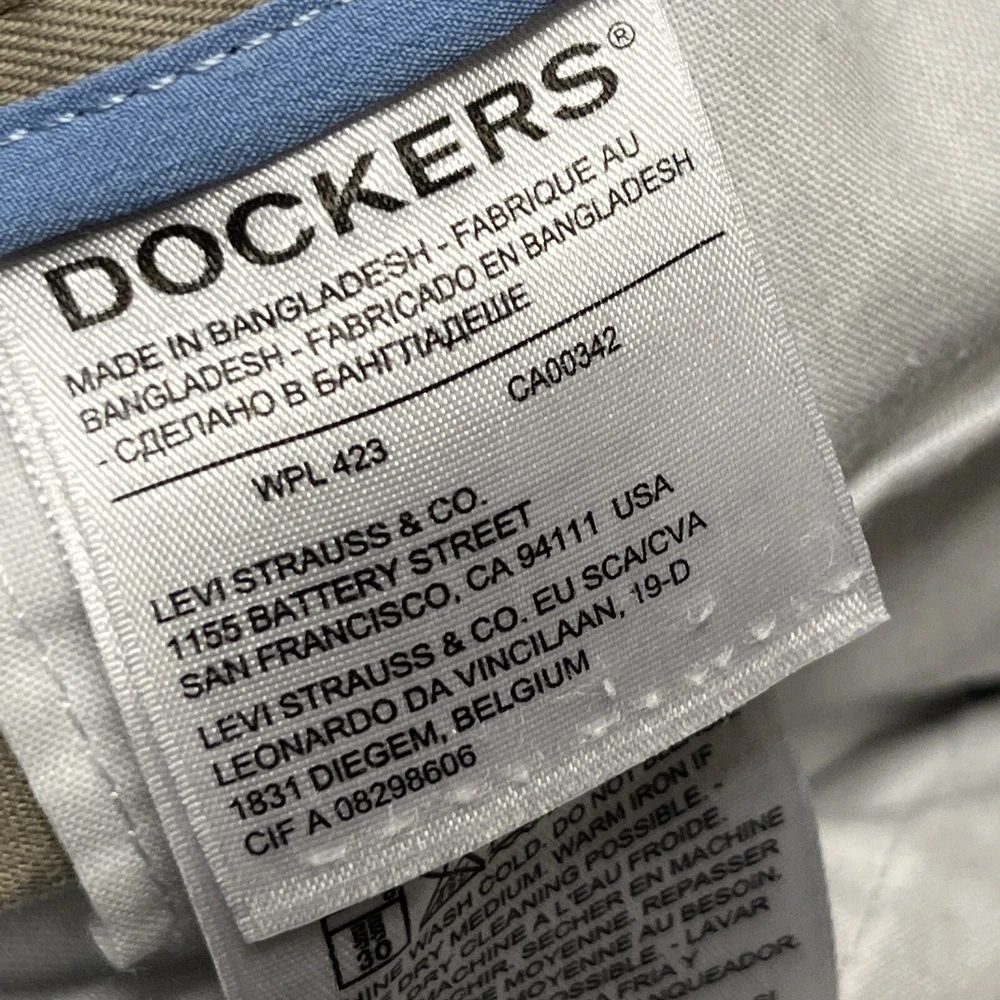 DOCKERS®
MADE IN BANGLADESH - FABRIQUE AU
BANGLADESH - FABRICADO EN BANGLADESH
- СДЕЛАНО В БАНГЛАДЕШЕ
WPL 423 CA00342
LEVI STRAUSS & CO.
1155 BATTERY STREET
SAN FRANCISCO, CA 94111 USA
LEVI STRAUSS & CO. EU SCA/CVA
LEONARDO DA VINCILAAN, 19-D
1831 DIEGEM, BELGIUM
CIF A 08298606
30
WASH COLD. DO NOT
MEDIUM. WARM IRON IF
DRY CLEANING POSSIBLE. -
MACHINE A L'EAU FROIDE.
SECHER EN MACHINE
MOYENNE. REPASSER
MOYENNE AU BESOIN.
POSSIBLE. - LAVAR
FRIA Y